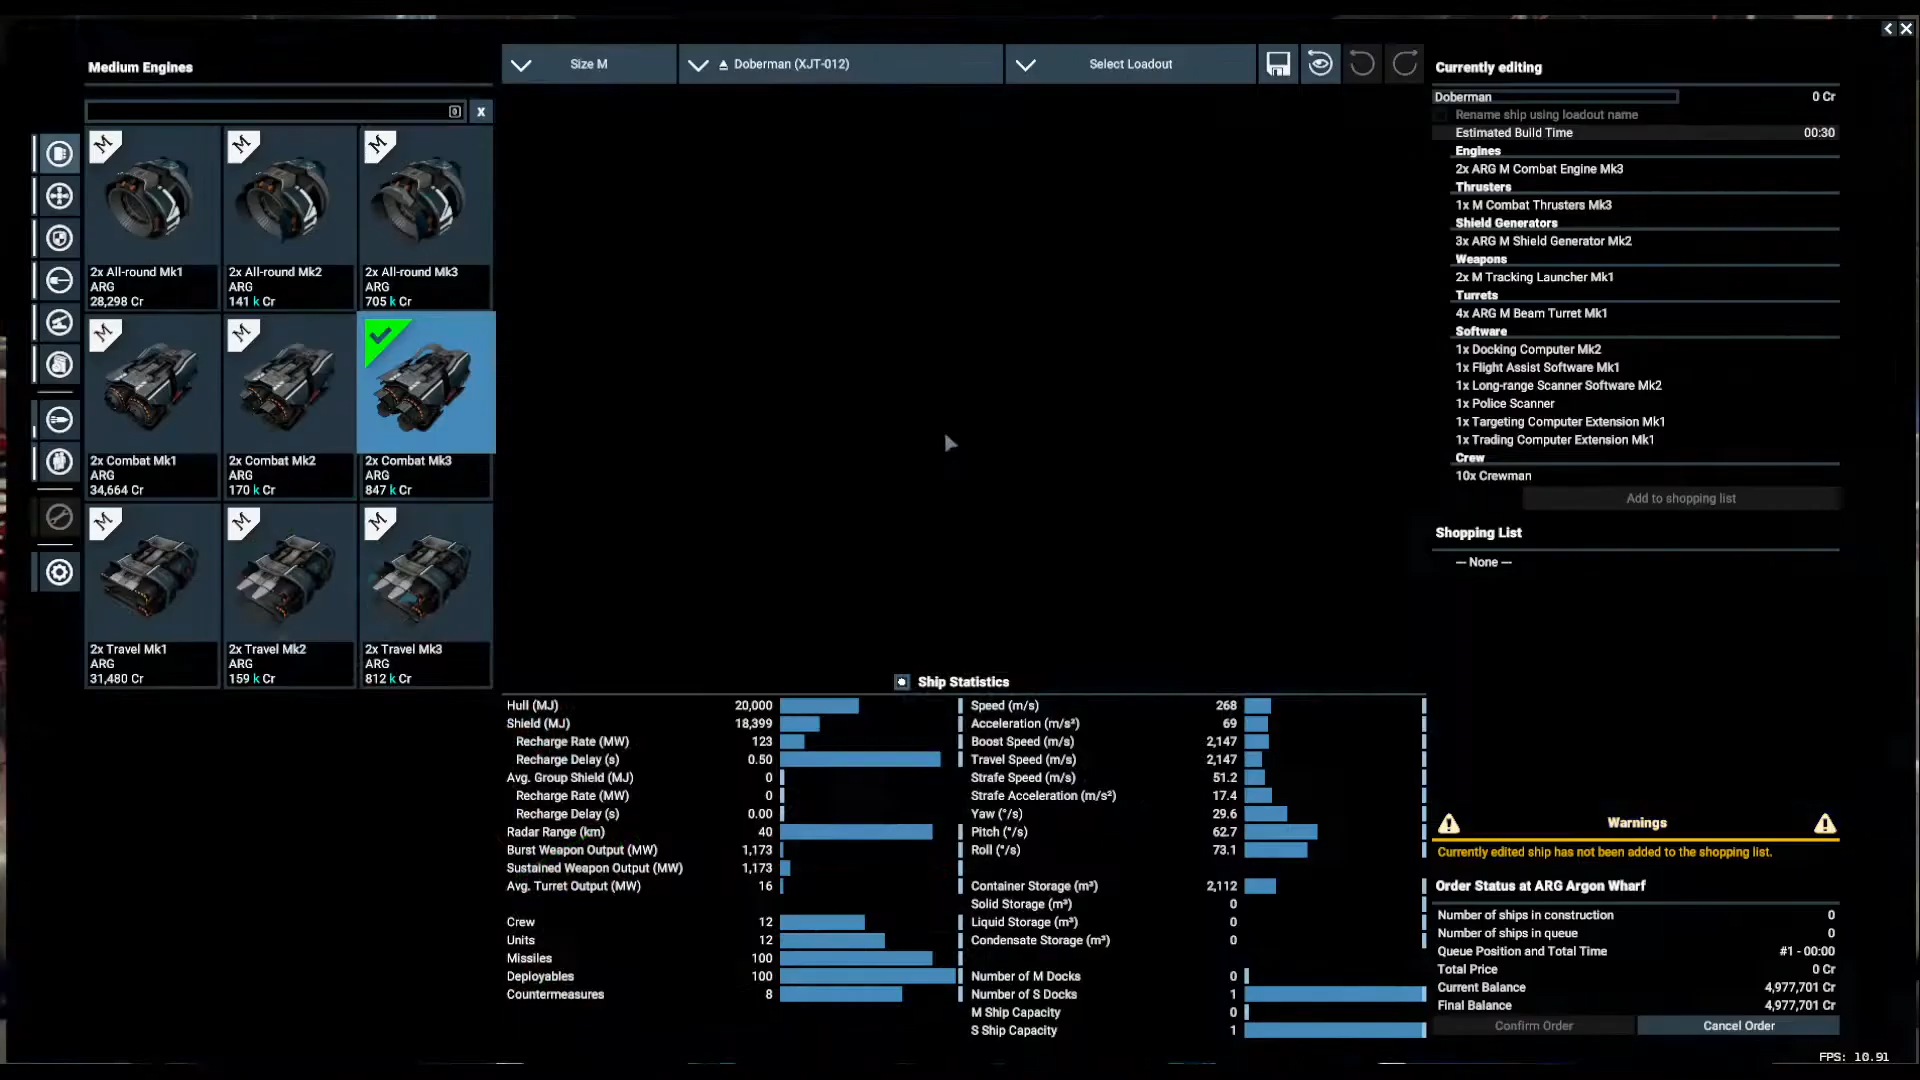 Medium Engines
x
2x All-round Mk1
ARG
28,298 Cr
2x All-round Mk2
ARG
141 k Cr
2x All-round Mk3
ARG
705 k Cr
2x Combat Mk1
ARG
34,664 Cr
2x Combat Mk2
ARG
170 k Cr
2x Combat Mk3
ARG
847 k Cr
2x Travel Mk1
ARG
31,480 Cr
2x Travel Mk2
ARG
159 k Cr
2x Travel Mk3
ARG
812 k Cr
Size M
Doberman (XJT-012)
Select Loadout
Ship Statistics
Hull (MJ) 20,000
Shield (MJ) 18,399
Recharge Rate (MW) 123
Recharge Delay (s) 0.50
Avg. Group Shield (MJ) 0
Recharge Rate (MW) 0
Recharge Delay (s) 0.00
Radar Range (km) 40
Burst Weapon Output (MW) 1,173
Sustained Weapon Output (MW) 1,173
Avg. Turret Output (MW) 16
Crew 12
Units 12
Missiles 100
Deployables 100
Countermeasures 8
Speed (m/s) 268
Acceleration (m/s²) 69
Boost Speed (m/s) 2,147
Travel Speed (m/s) 2,147
Strafe Speed (m/s) 51.2
Strafe Acceleration (m/s²) 17.4
Yaw (°/s) 29.6
Pitch (°/s) 62.7
Roll (°/s) 73.1
Container Storage (m³) 2,112
Solid Storage (m³) 0
Liquid Storage (m³) 0
Condensate Storage (m³) 0
Number of M Docks 0
Number of S Docks 1
M Ship Capacity 0
S Ship Capacity 1
Currently editing
Doberman 0 Cr
Rename ship using loadout name
Estimated Build Time 00:30
Engines
2x ARG M Combat Engine Mk3
Thrusters
1x M Combat Thrusters Mk3
Shield Generators
3x ARG M Shield Generator Mk2
Weapons
2x M Tracking Launcher Mk1
Turrets
4x ARG M Beam Turret Mk1
Software
1x Docking Computer Mk2
1x Flight Assist Software Mk1
1x Long-range Scanner Software Mk2
1x Police Scanner
1x Targeting Computer Extension Mk1
1x Trading Computer Extension Mk1
Crew
10x Crewman
Add to shopping list
Shopping List
— None —
Warnings
Currently edited ship has not been added to the shopping list.
Order Status at ARG Argon Wharf
Number of ships in construction 0
Number of ships in queue 0
Queue Position and Total Time #1 - 00:00
Total Price 0 Cr
Current Balance 4,977,701 Cr
Final Balance 4,977,701 Cr
Confirm Order
Cancel Order
FPS: 10.91